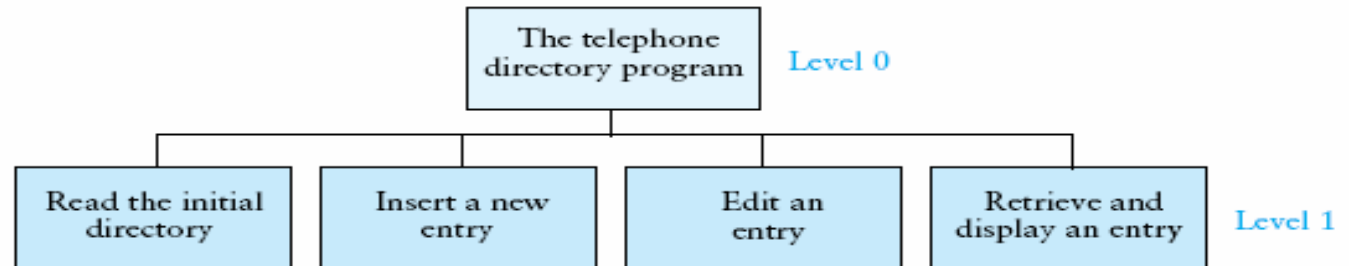 The telephone
directory program
Level 0
Read the initial
directory
Insert a new
entry
Edit an
entry
Retrieve and
display an entry
Level 1